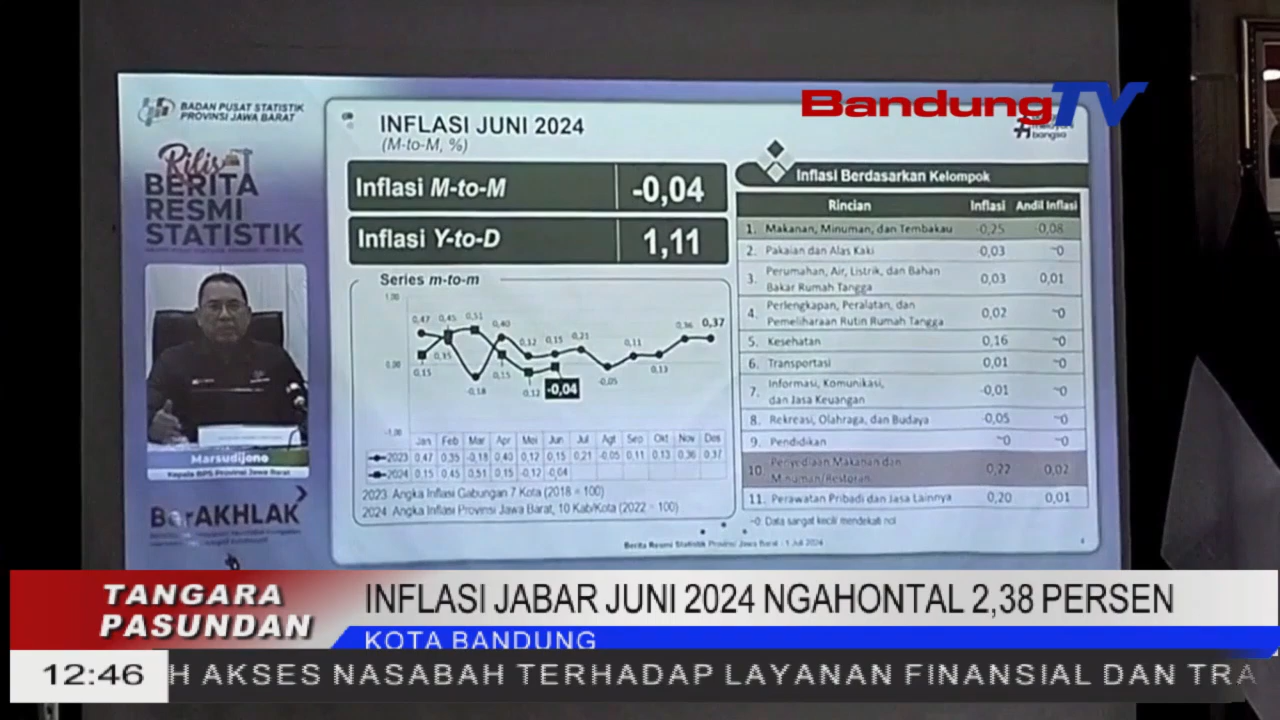 BandungTV
BADAN PUSAT STATISTIK
PROVINSI JAWA BARAT
Rilis
BERITA
RESMI
STATISTIK
Marsudijono
Kepala BPS Provinsi Jawa Barat
BerAKHLAK
INFLASI JUNI 2024
(M-to-M, %)
#
bangsa
Inflasi M-to-M -0,04
Inflasi Y-to-D 1,11
Series m-to-m
1,00
0,00
-1,00
0,47 0,45 0,51 0,40 0,12 0,15 0,21 0,11 0,36 0,37
0,15 0,35 -0,18 0,15 0,12 -0,04 -0,05 0,13
Jan Feb Mar Apr Mei Jun Jul Agt Sep Okt Nov Des
2023 0,47 0,35 -0,18 0,40 0,12 0,15 0,21 -0,05 0,11 0,13 0,36 0,37
2024 0,15 0,45 0,51 0,15 -0,12 -0,04
2023 Angka Inflasi Gabungan 7 Kota (2018 = 100)
2024 Angka Inflasi Provinsi Jawa Barat, 10 Kab/Kota (2022 = 100)
Inflasi Berdasarkan Kelompok
Rincian Inflasi Andil Inflasi
1. Makanan, Minuman, dan Tembakau -0,25 -0,08
2. Pakaian dan Alas Kaki -0,03 ~0
3. Perumahan, Air, Listrik, dan Bahan
Bakar Rumah Tangga 0,03 0,01
4. Perlengkapan, Peralatan, dan
Pemeliharaan Rutin Rumah Tangga 0,02 ~0
5. Kesehatan 0,16 ~0
6. Transportasi 0,01 ~0
7. Informasi, Komunikasi,
dan Jasa Keuangan -0,01 ~0
8. Rekreasi, Olahraga, dan Budaya -0,05 ~0
9. Pendidikan ~0 ~0
10. Penyediaan Makanan dan
Minuman/Restoran 0,22 0,02
11. Perawatan Pribadi dan Jasa Lainnya 0,20 0,01
~0: Data sangat kecil/ mendekati nol
Berita Resmi Statistik Provinsi Jawa Barat - 1 Juli 2024
TANGARA
PASUNDAN
INFLASI JABAR JUNI 2024 NGAHONTAL 2,38 PERSEN
KOTA BANDUNG
12:46
H AKSES NASABAH TERHADAP LAYANAN FINANSIAL DAN TRA